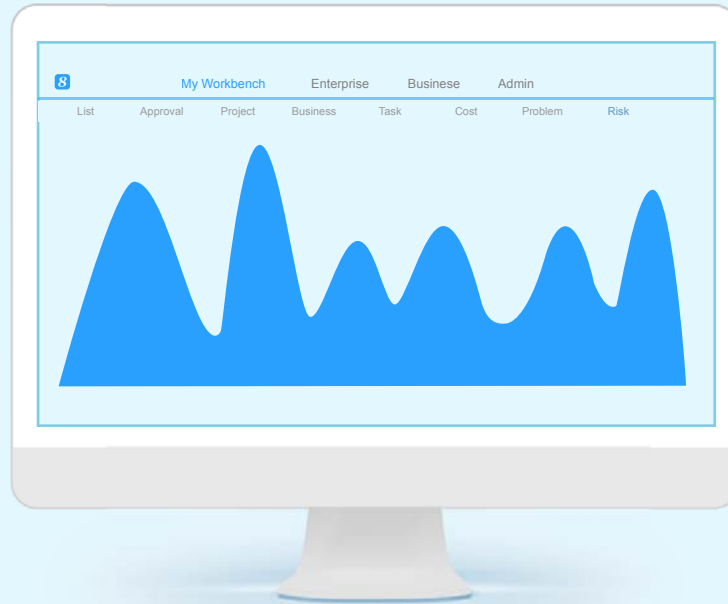 8 My Workbench Enterprise Businese Admin
List Approval Project Business Task Cost Problem Risk